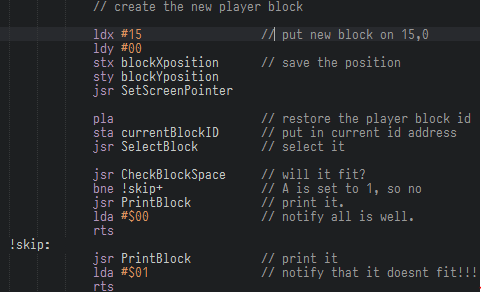 // create the new player block
ldx #15 // put new block on 15,0
ldy #00
stx blockXposition // save the position
sty blockYposition
jsr SetScreenPointer
pla // restore the player block id
sta currentBlockID // put in current id address
jsr SelectBlock // select it
jsr CheckBlockSpace // will it fit?
bne !skip+ // A is set to 1, so no
jsr PrintBlock // print it.
lda #$00 // notify all is well.
rts
!skip:
jsr PrintBlock // print it
lda #$01 // notify that it doesnt fit!!!
rts